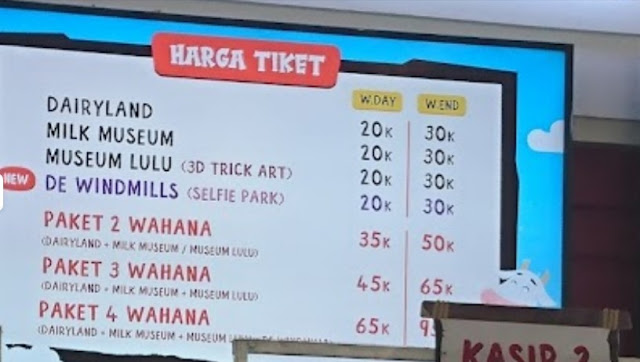 HARGA TIKET
W.DAY W.END
DAIRYLAND 20K 30K
MILK MUSEUM 20K 30K
MUSEUM LULU (3D TRICK ART) 20K 30K
NEW DE WINDMILLS (SELFIE PARK) 20K 30K
PAKET 2 WAHANA 35K 50K
(DAIRYLAND + MILK MUSEUM / MUSEUM LULU)
PAKET 3 WAHANA 45K 65K
(DAIRYLAND + MILK MUSEUM + MUSEUM LULU)
PAKET 4 WAHANA 65K
(DAIRYLAND + MILK MUSEUM + MUSEUM
KASIR 2